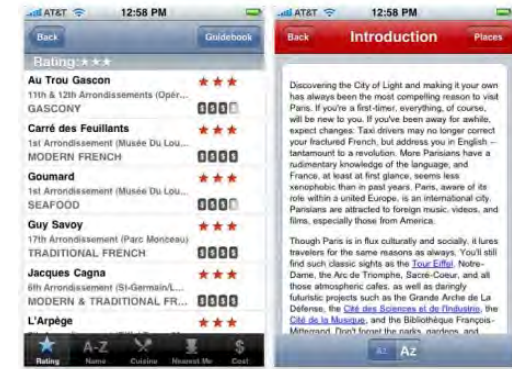 AT&T 12:58 PM
Back Guidebook
Rating:★★★
Au Trou Gascon ★★★
11th & 12th Arrondissements (Opér...
GASCONY
Carré des Feuillants ★★★
1st Arrondissement (Musée Du Lou...
MODERN FRENCH
Goumard ★★★
1st Arrondissement (Musée Du Lou...
SEAFOOD
Guy Savoy ★★★
17th Arrondissement (Parc Monceau)
TRADITIONAL FRENCH
Jacques Cagna ★★★
6th Arrondissement (St-Germain/L...
MODERN & TRADITIONAL FR...
L'Arpège ★★★
Rating Name Cuisine Nearest Me Cost
A-Z $
AT&T 12:58 PM
Back Introduction Places
Discovering the City of Light and making it your own
has always been the most compelling reason to visit
Paris. If you're a first-timer, everything, of course,
will be new to you. If you've been away for awhile,
expect changes: Taxi drivers may no longer correct
your fractured French, but address you in English –
tantamount to a revolution. More Parisians have a
rudimentary knowledge of the language, and
France, at least at first glance, seems less
xenophobic than in past years. Paris, aware of its
role within a united Europe, is an international city.
Parisians are attracted to foreign music, videos, and
films, especially those from America.
Though Paris is in flux culturally and socially, it lures
travelers for the same reasons as always. You'll still
find such classic sights as the Tour Eiffel, Notre-
Dame, the Arc de Triomphe, Sacré-Coeur, and all
those atmospheric cafes, as well as daringly
futuristic projects such as the Grande Arche de La
Défense, the Cité des Sciences et de l'Industrie, the
Cité de la Musique, and the Bibliothèque François-
Mitterrand. Don't forget the parks, gardens, and
Az Az